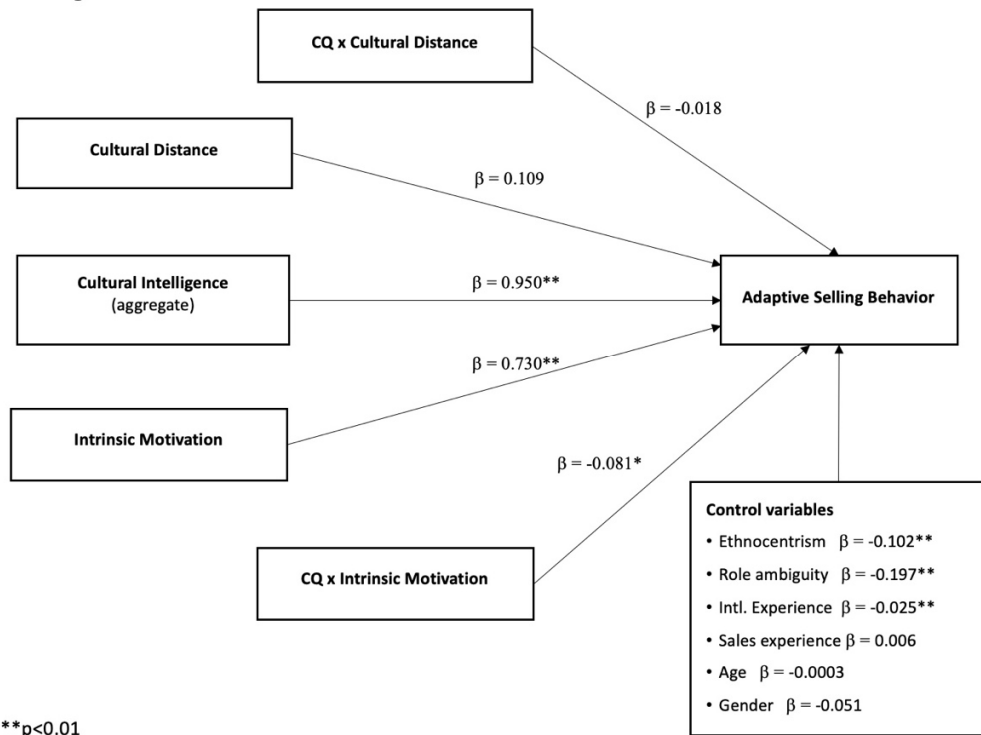 CQ x Cultural Distance
β = -0.018
Cultural Distance
β = 0.109
Cultural Intelligence
(aggregate)
β = 0.950**
Adaptive Selling Behavior
β = 0.730**
Intrinsic Motivation
β = -0.081*
CQ x Intrinsic Motivation
Control variables
• Ethnocentrism β = -0.102**
• Role ambiguity β = -0.197**
• Intl. Experience β = -0.025**
• Sales experience β = 0.006
• Age β = -0.0003
• Gender β = -0.051
**p<0.01